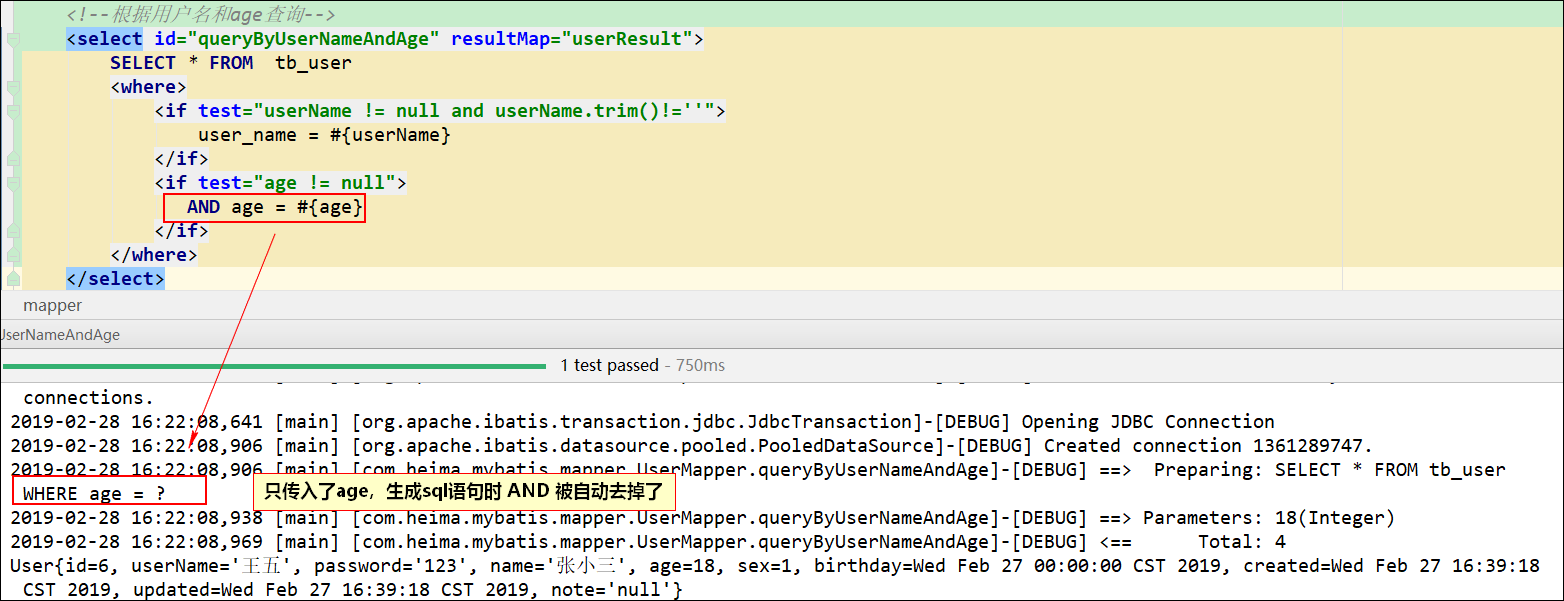 <!--根据用户名和age查询-->
<select id="queryByUserNameAndAge" resultMap="userResult">
SELECT * FROM  tb_user
<where>
<if test="userName != null and userName.trim()!=''">
user_name = #{userName}
</if>
<if test="age != null">
AND age = #{age}
</if>
</where>
</select>
mapper
UserNameAndAge
1 test passed - 750ms
connections.
2019-02-28 16:22:08,641 [main] [org.apache.ibatis.transaction.jdbc.JdbcTransaction]-[DEBUG] Opening JDBC Connection
2019-02-28 16:22:08,906 [main] [org.apache.ibatis.datasource.pooled.PooledDataSource]-[DEBUG] Created connection 1361289747.
2019-02-28 16:22:08,906 [main] [com.heima.mybatis.mapper.UserMapper.queryByUserNameAndAge]-[DEBUG] ==>  Preparing: SELECT * FROM tb_user
WHERE age = ?
只传入了age，生成sql语句时 AND 被自动去掉了
2019-02-28 16:22:08,938 [main] [com.heima.mybatis.mapper.UserMapper.queryByUserNameAndAge]-[DEBUG] ==> Parameters: 18(Integer)
2019-02-28 16:22:08,969 [main] [com.heima.mybatis.mapper.UserMapper.queryByUserNameAndAge]-[DEBUG] <==      Total: 4
User{id=6, userName='王五', password='123', name='张小三', age=18, sex=1, birthday=Wed Feb 27 00:00:00 CST 2019, created=Wed Feb 27 16:39:18
CST 2019, updated=Wed Feb 27 16:39:18 CST 2019, note='null'}